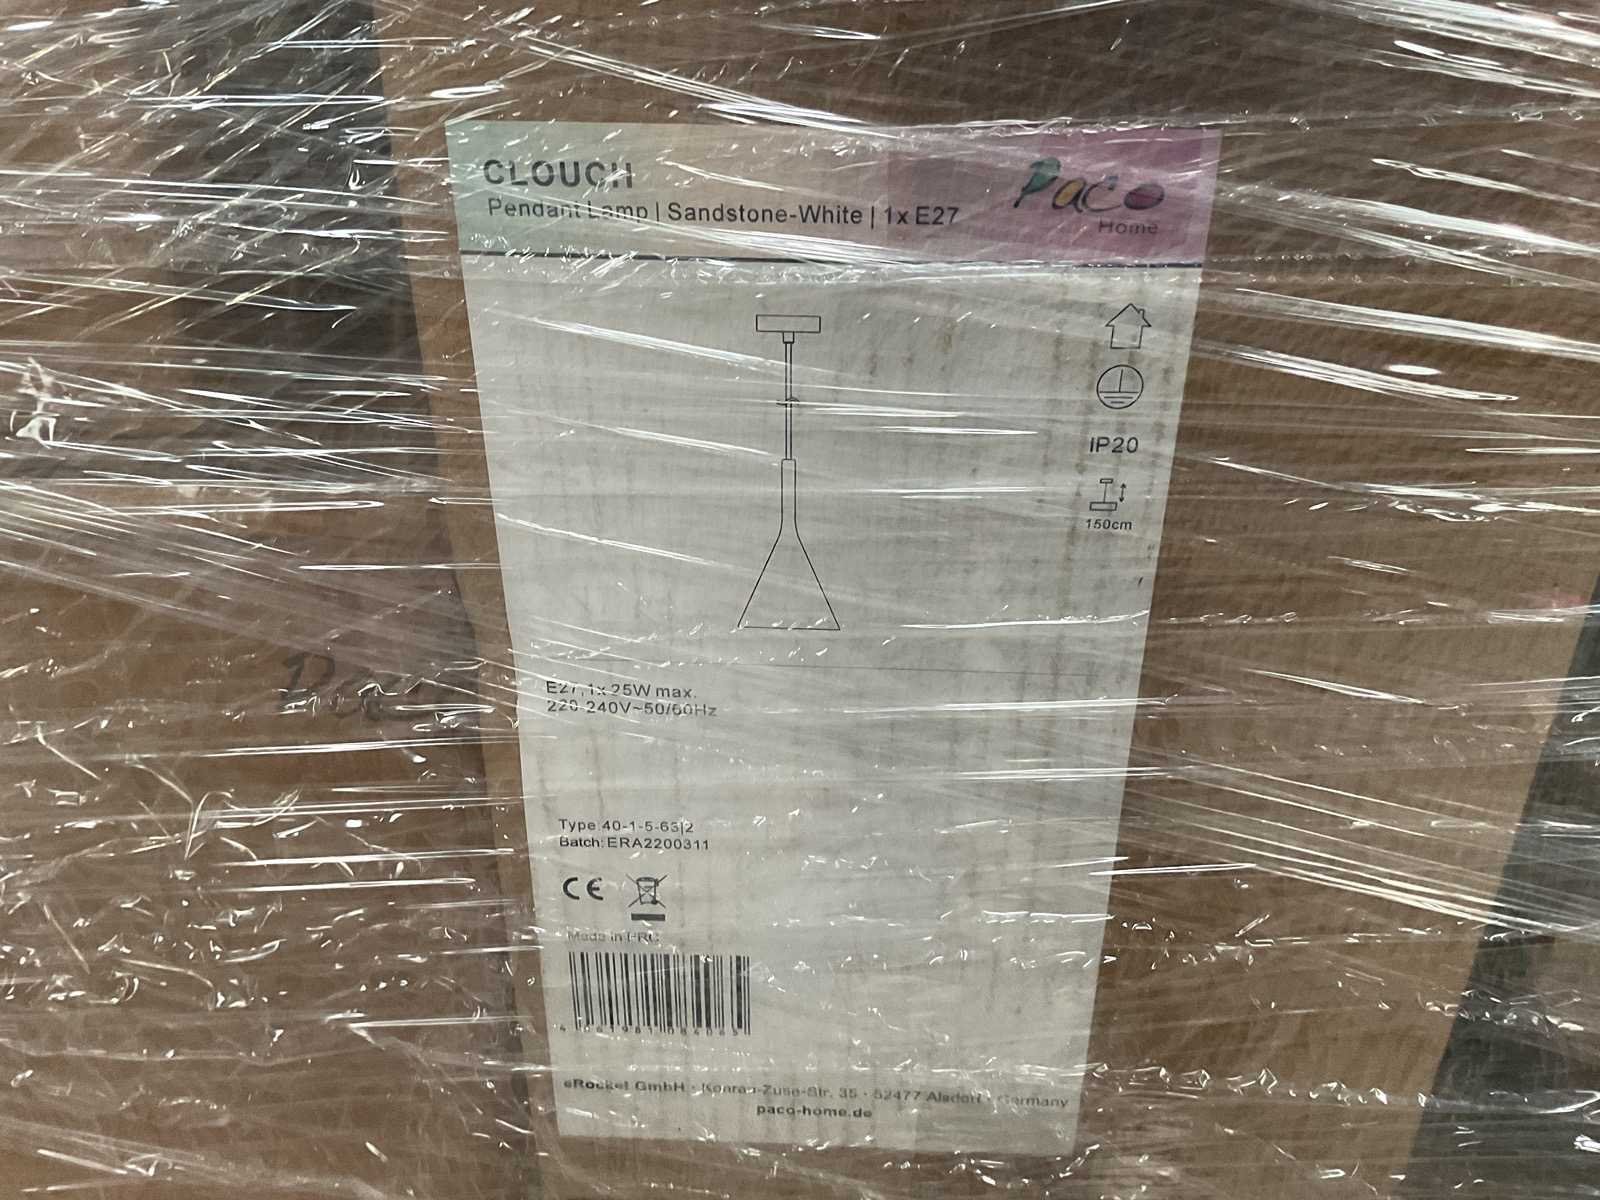 CLOUCH
Pendant Lamp | Sandstone-White | 1x E27
Paco
Home
IP20
150cm
E27, 1x 25W max.
220-240V~50/60Hz
Type: 40-1-5-63|2
Batch: ERA2200311
CE
Made in PRC
eRocket GmbH · Konrad-Zuse-Str. 35 · 52477 Alsdorf · Germany
paco-home.de